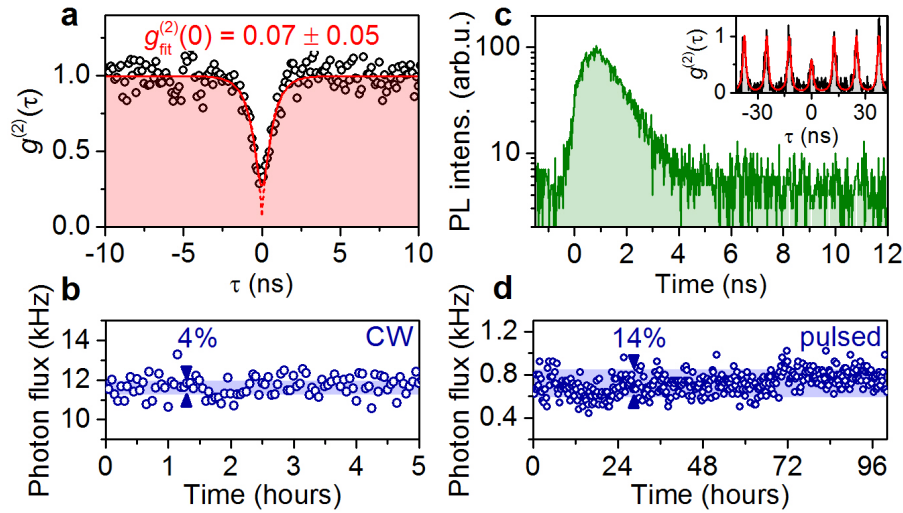 a
g(2)fit(0) = 0.07 ± 0.05
g(2)(τ)
1.0
0.5
0.0
-10 -5 0 5 10
τ (ns)
c
PL intens. (arb.u.)
100
10
0 2 4 6 8 10 12
Time (ns)
g(2)(τ)
1
0
-30 0 30
τ (ns)
b
Photon flux (kHz)
14
12
10
4%
CW
0 1 2 3 4 5
Time (hours)
d
Photon flux (kHz)
1.2
0.8
0.4
14%
pulsed
0 24 48 72 96
Time (hours)